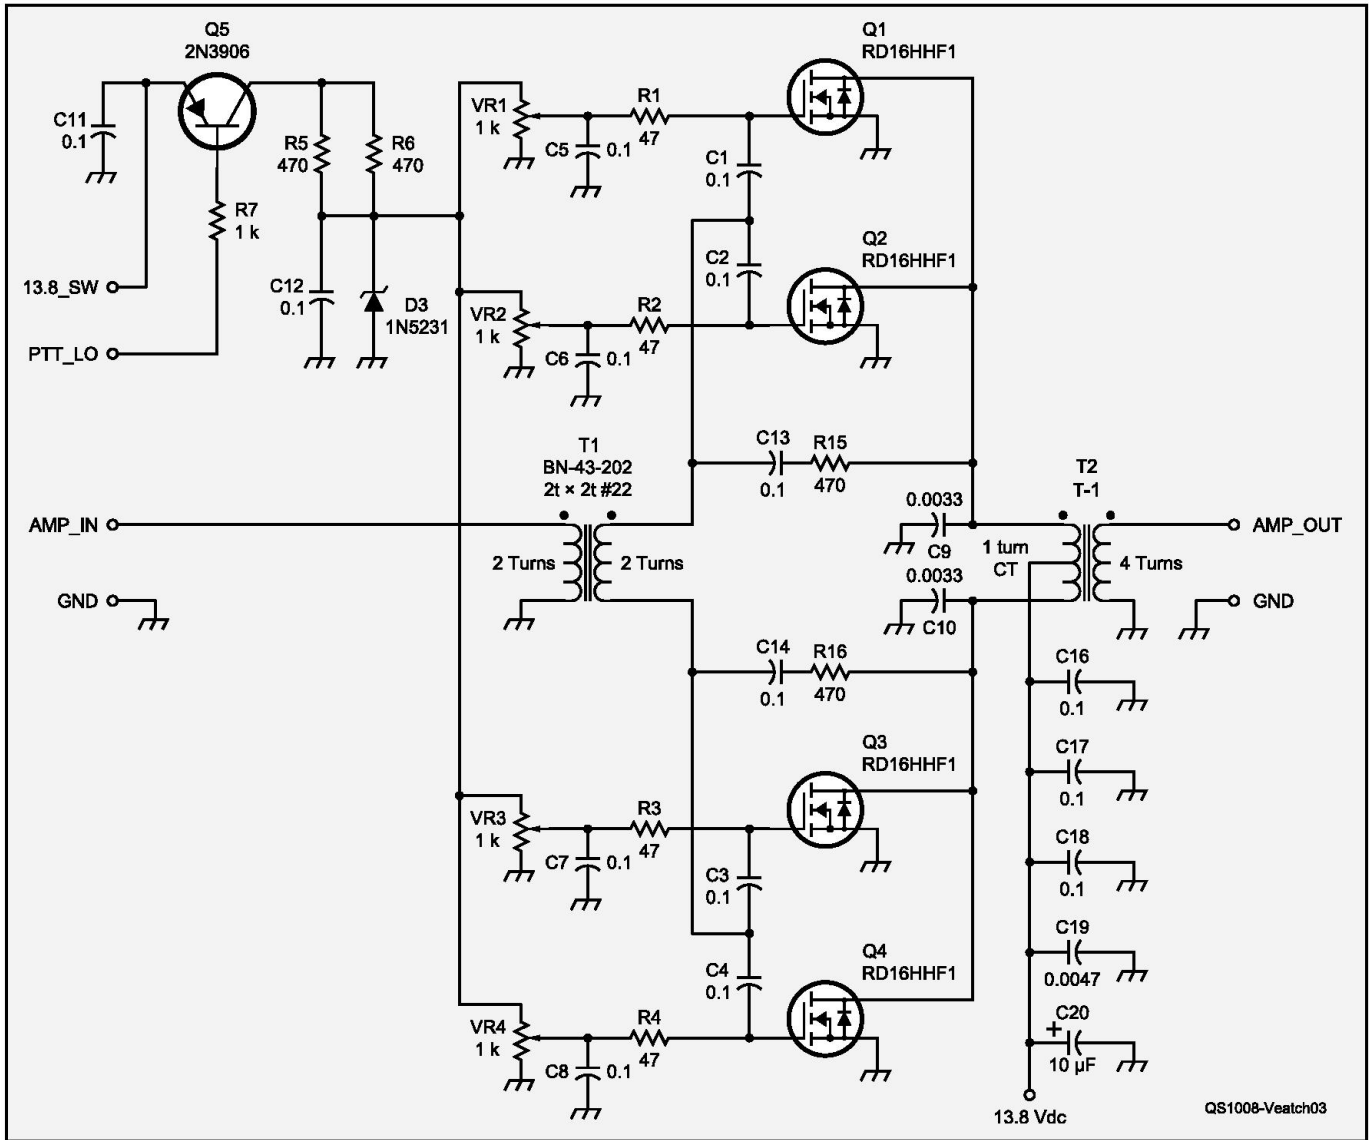 Q5
2N3906
C11
0.1
R5
470
R6
470
R7
1 k
13.8_SW
PTT_LO
C12
0.1
D3
1N5231
VR1
1 k
C5
0.1
R1
47
C1
0.1
Q1
RD16HHF1
C2
0.1
Q2
RD16HHF1
VR2
1 k
C6
0.1
R2
47
C13
0.1
R15
470
T1
BN-43-202
2t × 2t #22
AMP_IN
2 Turns
2 Turns
GND
0.0033
C9
0.0033
C10
1 turn
CT
T2
T-1
4 Turns
AMP_OUT
GND
C14
0.1
R16
470
VR3
1 k
C7
0.1
R3
47
C3
0.1
Q3
RD16HHF1
C4
0.1
Q4
RD16HHF1
VR4
1 k
C8
0.1
R4
47
C16
0.1
C17
0.1
C18
0.1
C19
0.0047
+
C20
10 µF
13.8 Vdc
QS1008-Veatch03